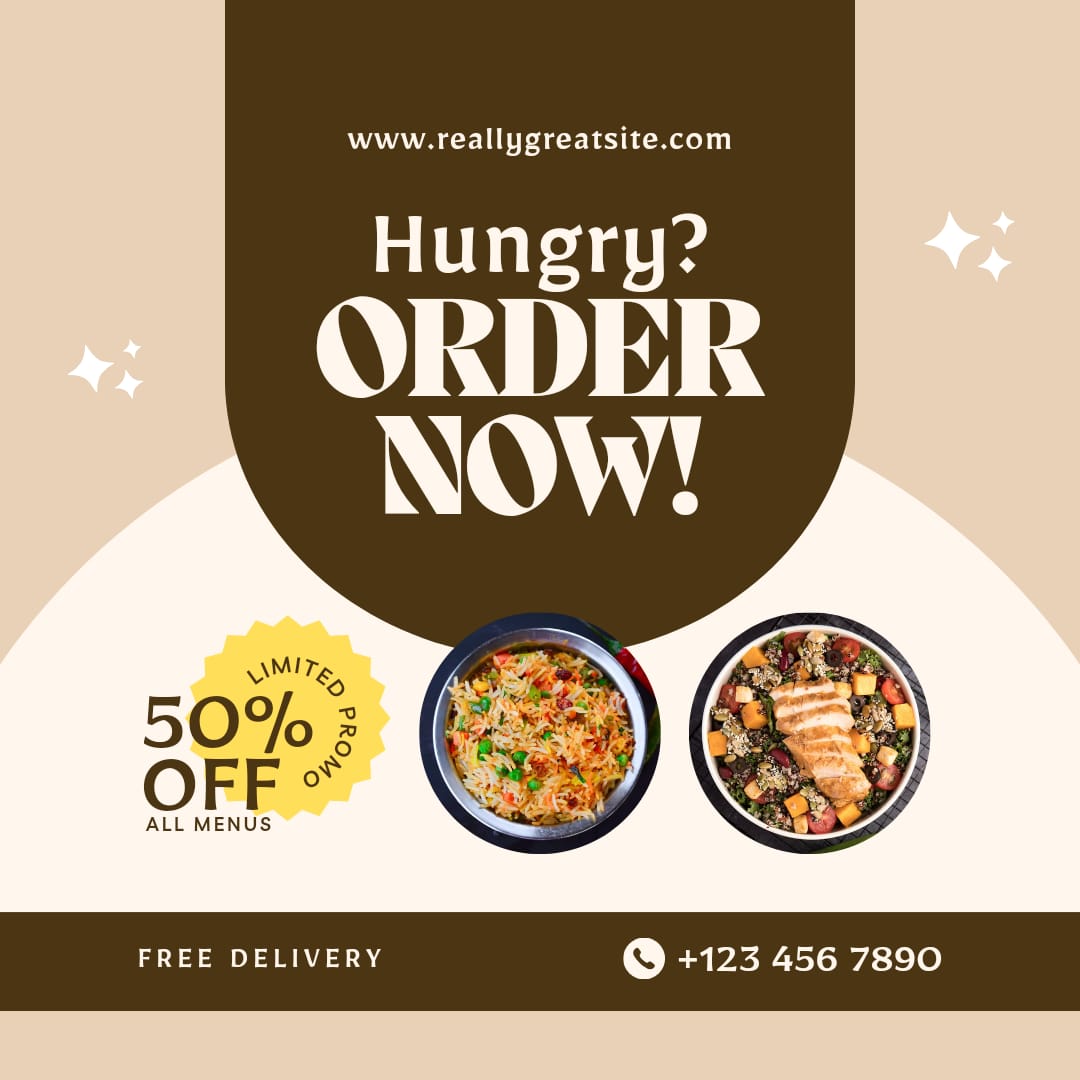 www.reallygreatsite.com
Hungry?
ORDER
NOW!
LIMITED PROMO
50%
OFF
ALL MENUS
FREE DELIVERY
+123 456 7890